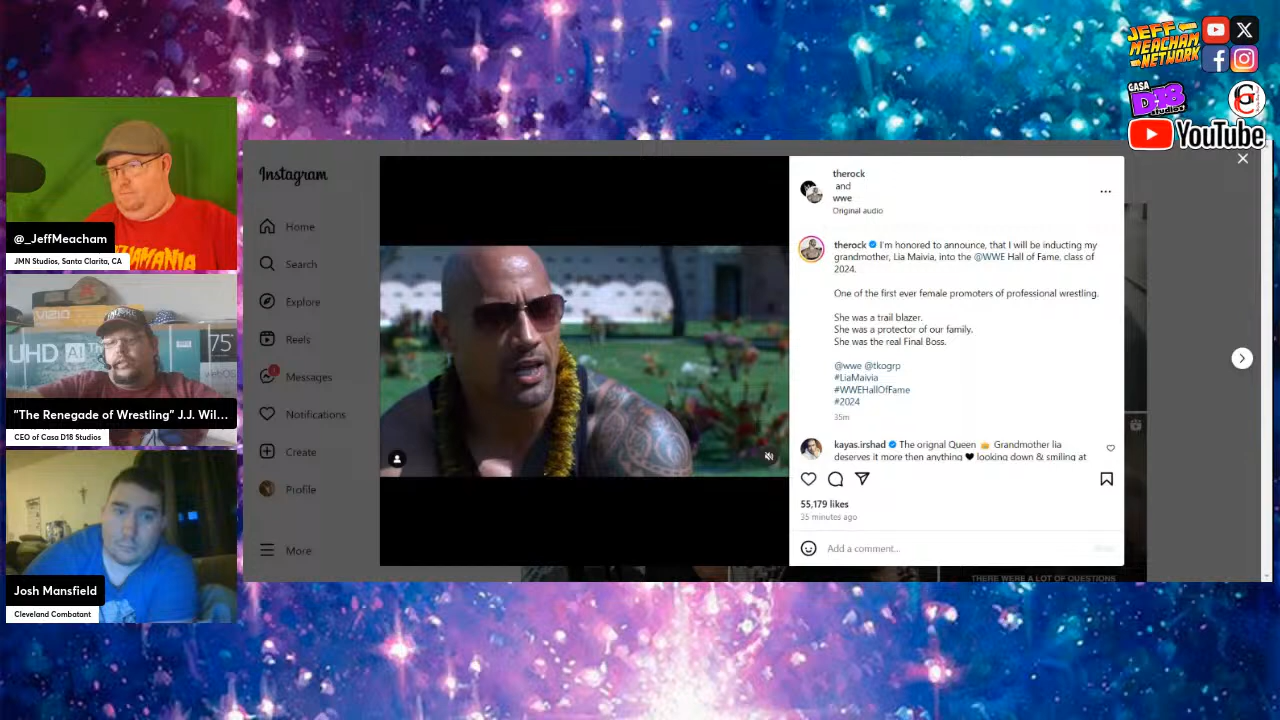 JEFF
MEACHAM
NETWORK
CASA
D18
studios
YouTube
@_JeffMeacham
JMN Studios, Santa Clarita, CA
VIZIO
UHD AI
75"
"The Renegade of Wrestling" J.J. Wil...
CEO of Casa D18 Studios
Josh Mansfield
Cleveland Combatant
Instagram
Home
Search
Explore
Reels
Messages
Notifications
Create
Profile
More
therock
and
wwe
Original audio
therock I'm honored to announce, that I will be inducting my
grandmother, Lia Maivia, into the @WWE Hall of Fame, class of
2024.
One of the first ever female promoters of professional wrestling.
She was a trail blazer.
She was a protector of our family.
She was the real Final Boss.
@wwe @tkogrp
#LiaMaivia
#WWEHallOfFame
#2024
35m
kayas.irshad The orignal Queen 👑 Grandmother lia
deserves it more then anything 🖤 looking down & smiling at
55,179 likes
35 minutes ago
Add a comment...
THERE WERE A LOT OF QUESTIONS